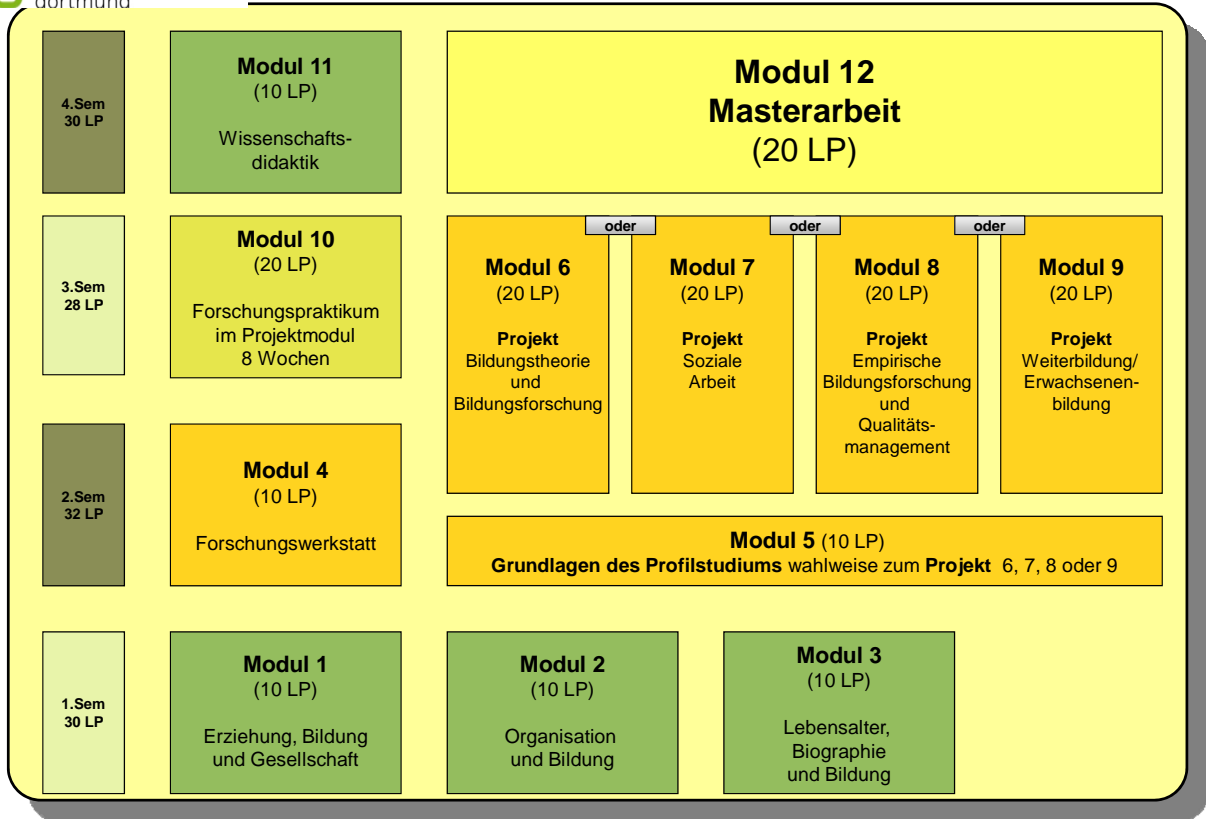 dortmund
4.Sem
30 LP
Modul 11
(10 LP)
Wissenschafts-
didaktik
Modul 12
Masterarbeit
(20 LP)
3.Sem
28 LP
Modul 10
(20 LP)
Forschungspraktikum
im Projektmodul
8 Wochen
oder
oder
oder
Modul 6
(20 LP)
Projekt
Bildungstheorie
und
Bildungsforschung
Modul 7
(20 LP)
Projekt
Soziale
Arbeit
Modul 8
(20 LP)
Projekt
Empirische
Bildungsforschung
und
Qualitäts-
management
Modul 9
(20 LP)
Projekt
Weiterbildung/
Erwachsenen-
bildung
2.Sem
32 LP
Modul 4
(10 LP)
Forschungswerkstatt
Modul 5 (10 LP)
Grundlagen des Profilstudiums wahlweise zum Projekt 6, 7, 8 oder 9
1.Sem
30 LP
Modul 1
(10 LP)
Erziehung, Bildung
und Gesellschaft
Modul 2
(10 LP)
Organisation
und Bildung
Modul 3
(10 LP)
Lebensalter,
Biographie
und Bildung